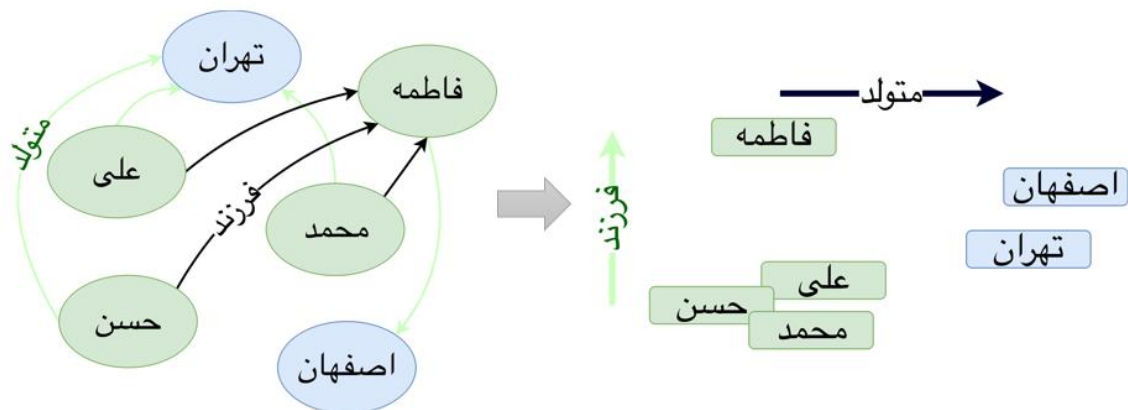 تهران
فاطمه
متولد
علی
فرزند
محمد
حسن
اصفهان
متولد
فاطمه
فرزند
اصفهان
تهران
علی
حسن
محمد